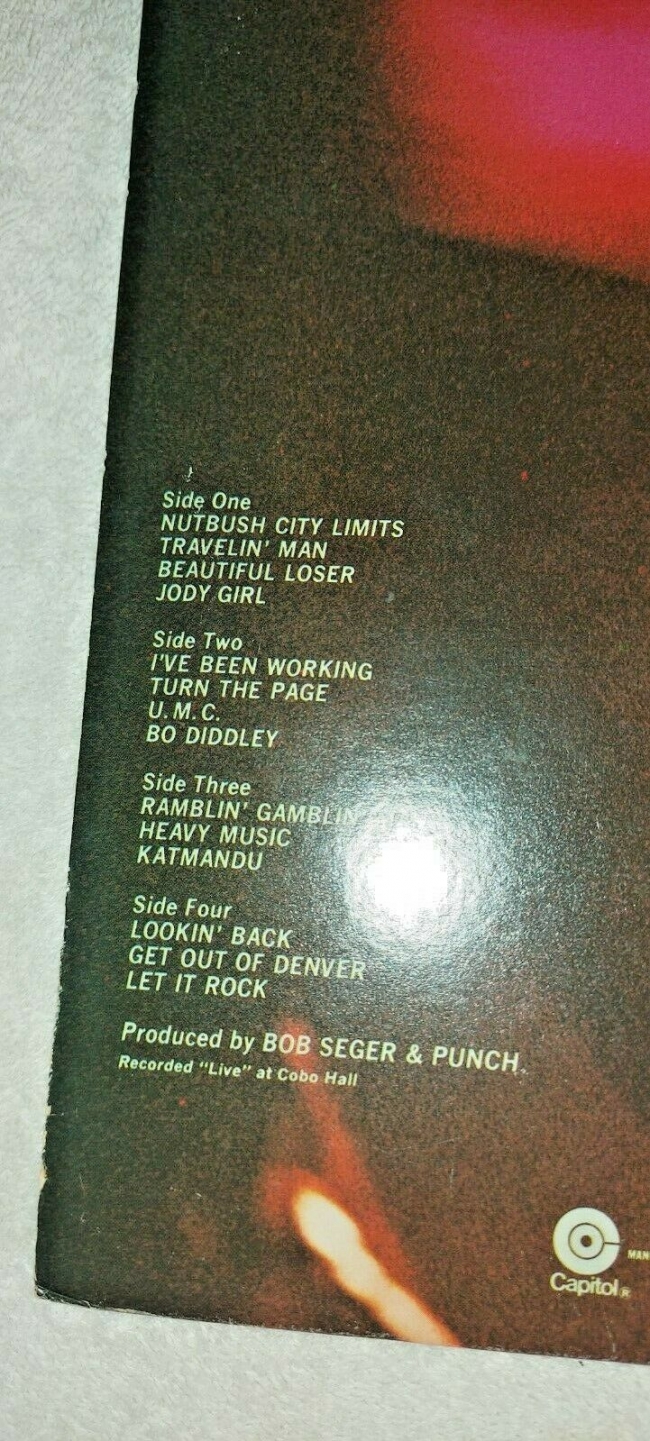 Side One
NUTBUSH CITY LIMITS
TRAVELIN' MAN
BEAUTIFUL LOSER
JODY GIRL
Side Two
I'VE BEEN WORKING
TURN THE PAGE
U.M.C.
BO DIDDLEY
Side Three
RAMBLIN' GAMBLIN
HEAVY MUSIC
KATMANDU
Side Four
LOOKIN' BACK
GET OUT OF DENVER
LET IT ROCK
Produced by BOB SEGER & PUNCH.
Recorded "Live" at Cobo Hall
MAN
Capitol®